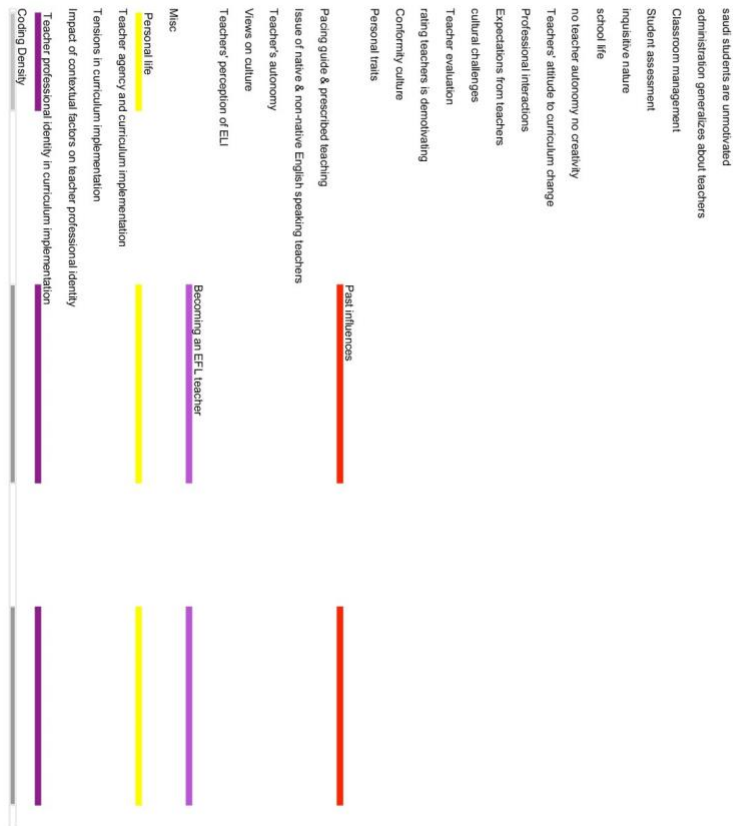 saudi students are unmotivated
administration generalizes about teachers
Classroom management
Student assessment
inquisitive nature
school life
no teacher autonomy no creativity
Teachers' attitude to curriculum change
Professional interactions
Expectations from teachers
cultural challenges
Teacher evaluation
rating teachers is demotivating
Conformity culture
Personal traits
Past influences
Pacing guide & prescribed teaching
Issue of native & non-native English speaking teachers
Teacher's autonomy
Views on culture
Teachers' perception of ELI
Becoming an EFL teacher
Misc
Personal life
Teacher agency and curriculum implementation
Tensions in curriculum implementation
Impact of contextual factors on teacher professional identity
Teacher professional identity in curriculum implementation
Coding Density